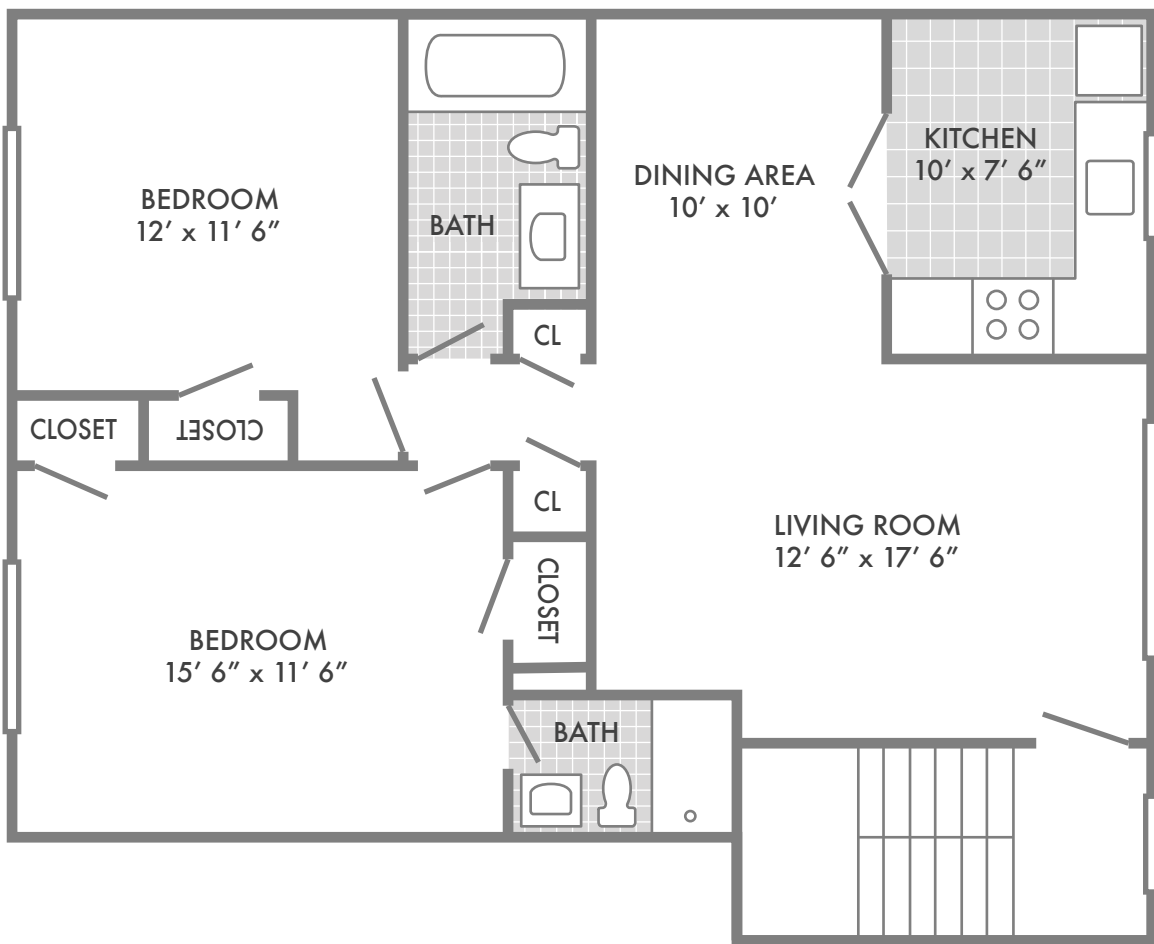 KITCHEN
10’ x 7’ 6”
DINING AREA
10’ x 10’
BEDROOM
12’ x 11’ 6”
BATH
CL
CLOSET
CLOSET
CL
LIVING ROOM
12’ 6” x 17’ 6”
CLOSET
BEDROOM
15’ 6” x 11’ 6”
BATH